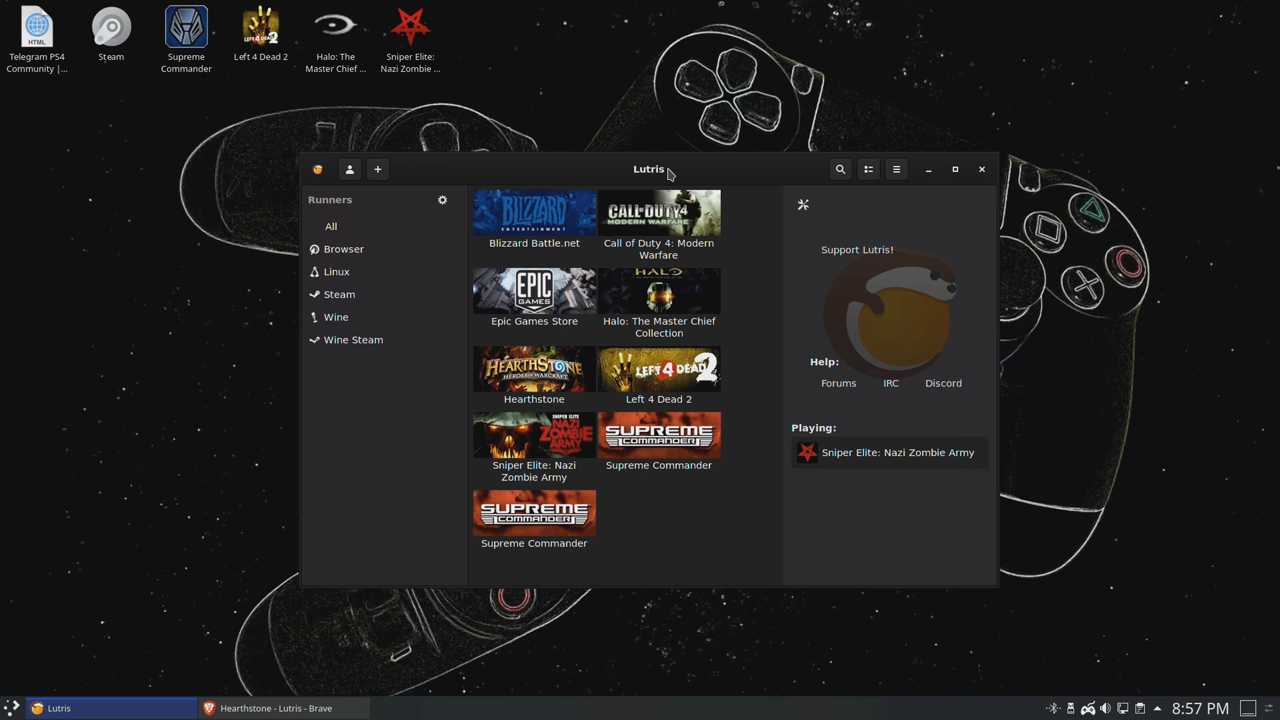 HTML
Telegram PS4
Community |...
Steam
Supreme
Commander
Left 4 Dead 2
Halo: The
Master Chief ...
Sniper Elite:
Nazi Zombie ...
Lutris
Runners
All
Browser
Linux
Steam
Wine
Wine Steam
BLIZZARD
ENTERTAINMENT
Blizzard Battle.net
CALL OF DUTY 4
MODERN WARFARE
Call of Duty 4: Modern
Warfare
EPIC
GAMES
Epic Games Store
HALO
Halo: The Master Chief
Collection
HEARTHSTONE
HEROES OF WARCRAFT
Hearthstone
LEFT 4 DEAD 2
Left 4 Dead 2
SNIPER ELITE
NAZI
ZOMBIE
ARMY
Sniper Elite: Nazi
Zombie Army
SUPREME
COMMANDER
Supreme Commander
SUPREME
COMMANDER
Supreme Commander
Support Lutris!
Help:
Forums
IRC
Discord
Playing:
Sniper Elite: Nazi Zombie Army
Lutris
Hearthstone - Lutris - Brave
8:57 PM